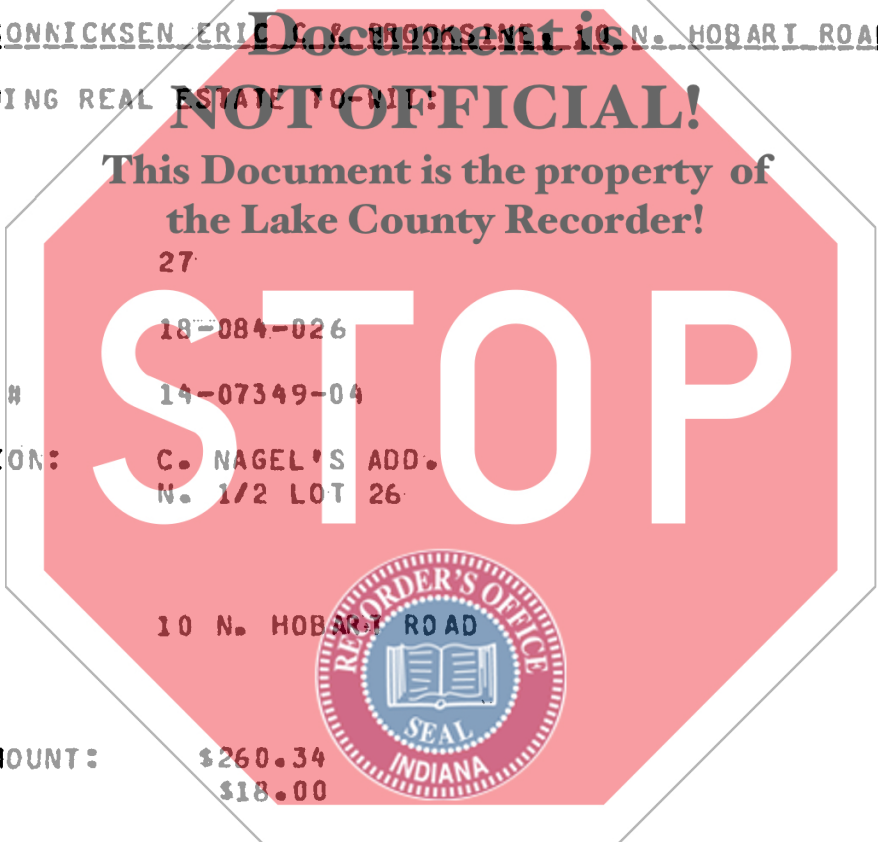 ONNICKSEN ERIC C & BROOKSINE, 10 N. HOBART ROAD
Document is
ING REAL ESTATE TO-WIT:
NOT OFFICIAL!
This Document is the property of
the Lake County Recorder!
27
STOP
18-084-026
# 14-07349-04
ON: C. NAGEL'S ADD.
N. 1/2 LOT 26
RECORDER'S OFFICE
10 N. HOBART ROAD
SEAL
INDIANA
OUNT: $260.34
$18.00